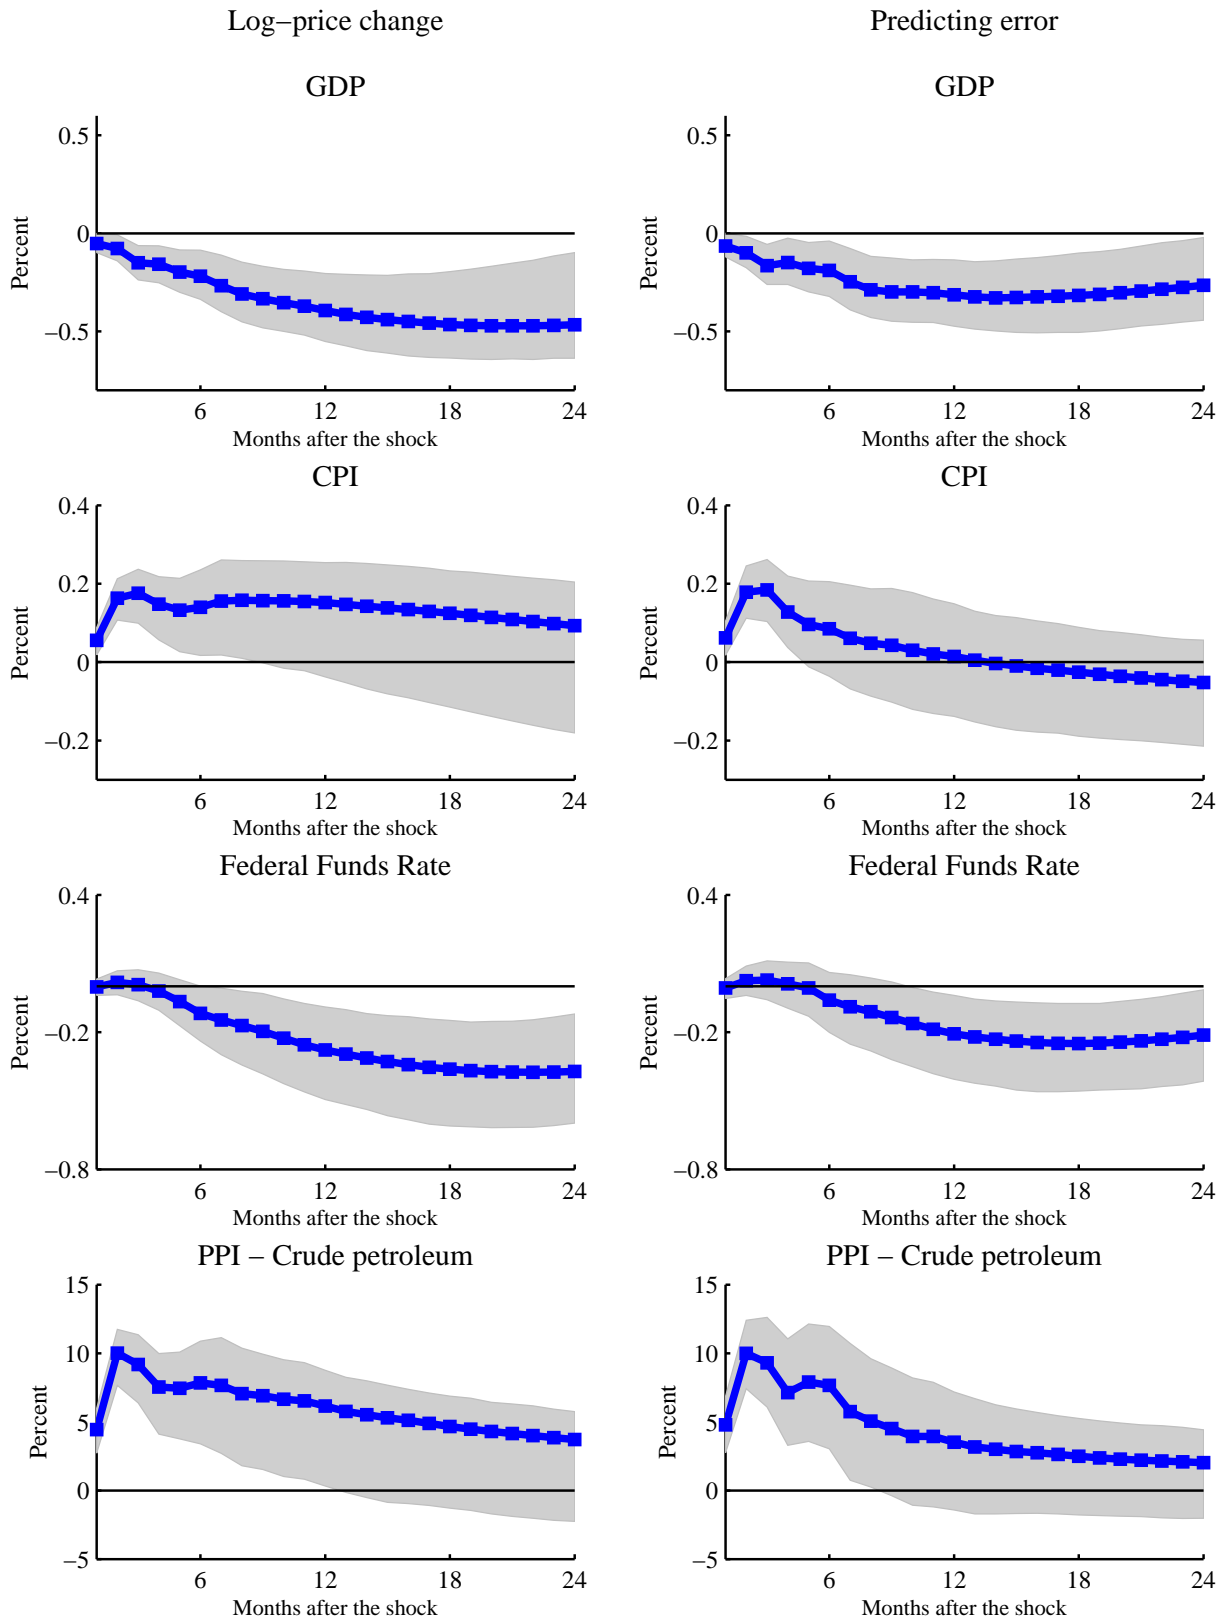 Log−price change
Predicting error
GDP
GDP
0.5
0
−0.5
Percent
6 12 18 24
Months after the shock
0.5
0
−0.5
Percent
6 12 18 24
Months after the shock
CPI
CPI
0.4
0.2
0
−0.2
Percent
6 12 18 24
Months after the shock
0.4
0.2
0
−0.2
Percent
6 12 18 24
Months after the shock
Federal Funds Rate
Federal Funds Rate
0.4
−0.2
−0.8
Percent
6 12 18 24
Months after the shock
0.4
−0.2
−0.8
Percent
6 12 18 24
Months after the shock
PPI − Crude petroleum
PPI − Crude petroleum
15
10
5
0
−5
Percent
6 12 18 24
Months after the shock
15
10
5
0
−5
Percent
6 12 18 24
Months after the shock